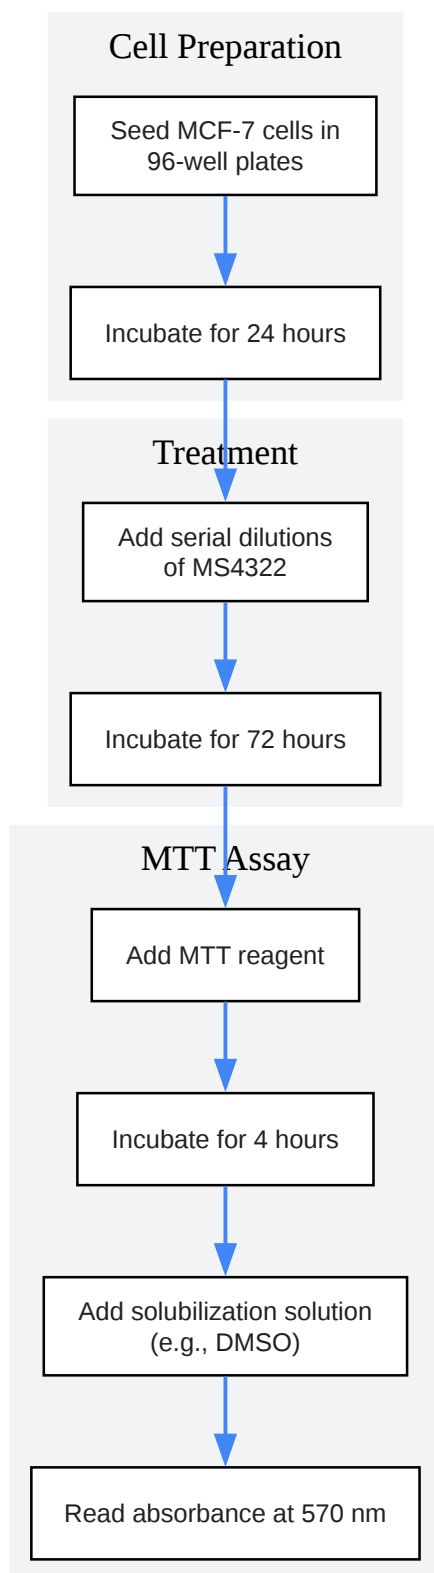 Cell Preparation
Seed MCF-7 cells in
96-well plates
Incubate for 24 hours
Treatment
Add serial dilutions
of MS4322
Incubate for 72 hours
MTT Assay
Add MTT reagent
Incubate for 4 hours
Add solubilization solution
(e.g., DMSO)
Read absorbance at 570 nm